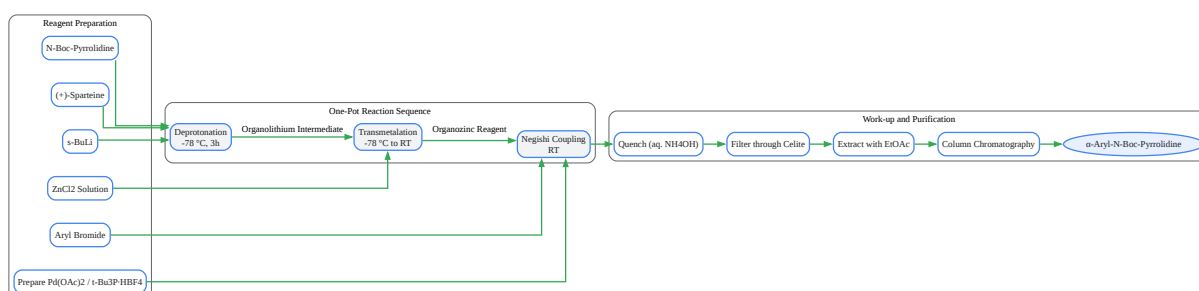 Reagent Preparation
N-Boc-Pyrrolidine
(+)-Sparteine
s-BuLi
ZnCl2 Solution
Aryl Bromide
Prepare Pd(OAc)2 / t-Bu3P·HBF4
One-Pot Reaction Sequence
Deprotonation
-78 °C, 3h
Organolithium Intermediate
Transmetalation
-78 °C to RT
Organozinc Reagent
Negishi Coupling
RT
Work-up and Purification
Quench (aq. NH4OH)
Filter through Celite
Extract with EtOAc
Column Chromatography
α-Aryl-N-Boc-Pyrrolidine